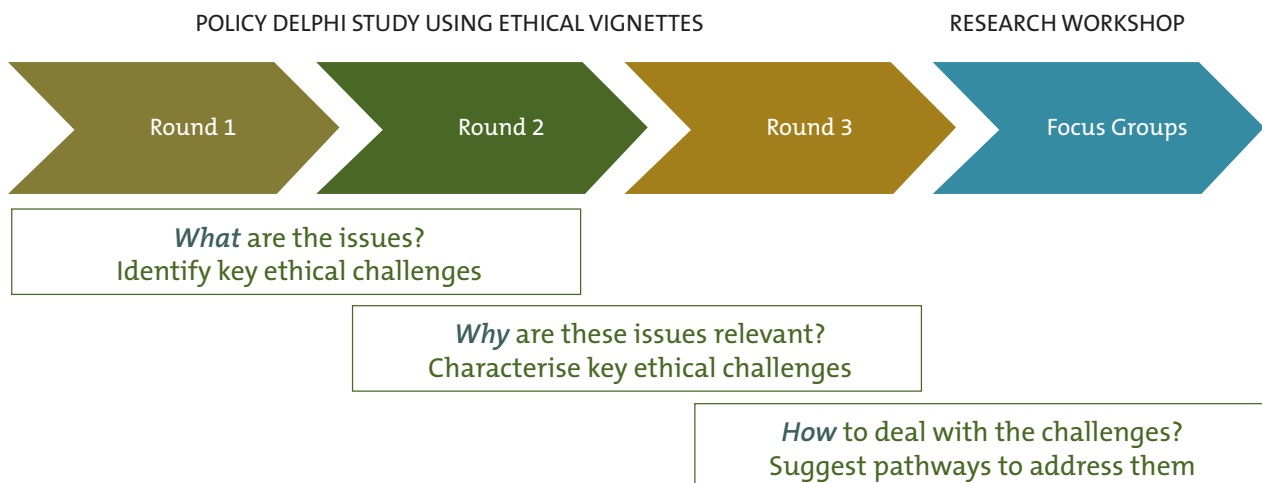 POLICY DELPHI STUDY USING ETHICAL VIGNETTES
RESEARCH WORKSHOP
Round 1
Round 2
Round 3
Focus Groups
What are the issues?
Identify key ethical challenges
Why are these issues relevant?
Characterise key ethical challenges
How to deal with the challenges?
Suggest pathways to address them